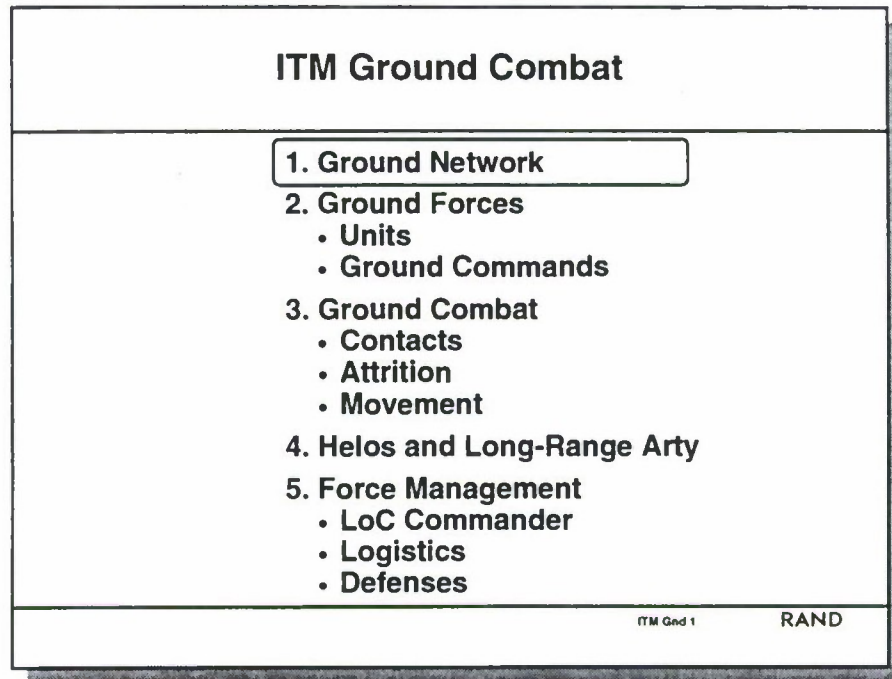 ITM Ground Combat
1. Ground Network
2. Ground Forces
• Units
• Ground Commands
3. Ground Combat
• Contacts
• Attrition
• Movement
4. Helos and Long-Range Arty
5. Force Management
• LoC Commander
• Logistics
• Defenses
ITM Gnd 1 RAND